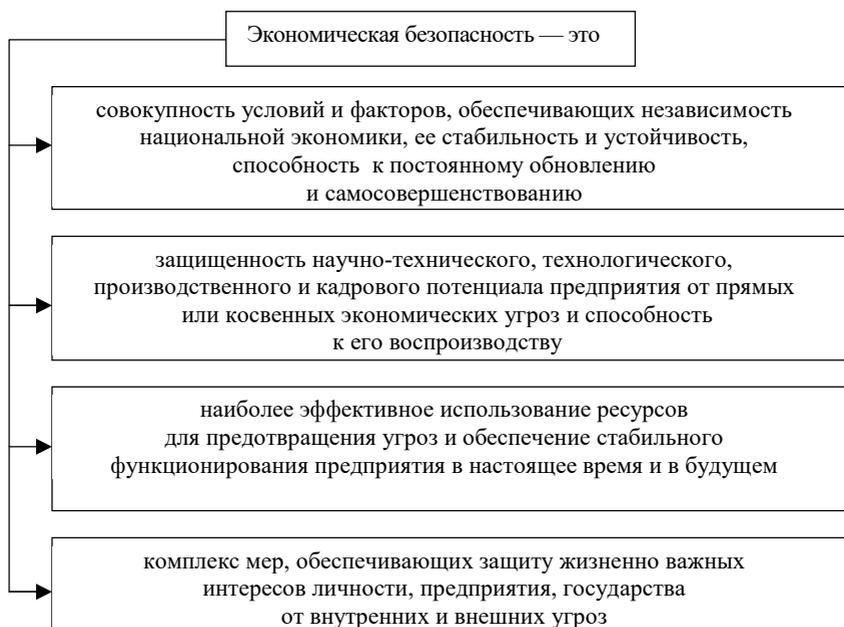 Экономическая безопасность — это
совокупность условий и факторов, обеспечивающих независимость
национальной экономики, ее стабильность и устойчивость,
способность к постоянному обновлению
и самосовершенствованию
защищенность научно-технического, технологического,
производственного и кадрового потенциала предприятия от прямых
или косвенных экономических угроз и способность
к его воспроизводству
наиболее эффективное использование ресурсов
для предотвращения угроз и обеспечение стабильного
функционирования предприятия в настоящее время и в будущем
комплекс мер, обеспечивающих защиту жизненно важных
интересов личности, предприятия, государства
от внутренних и внешних угроз